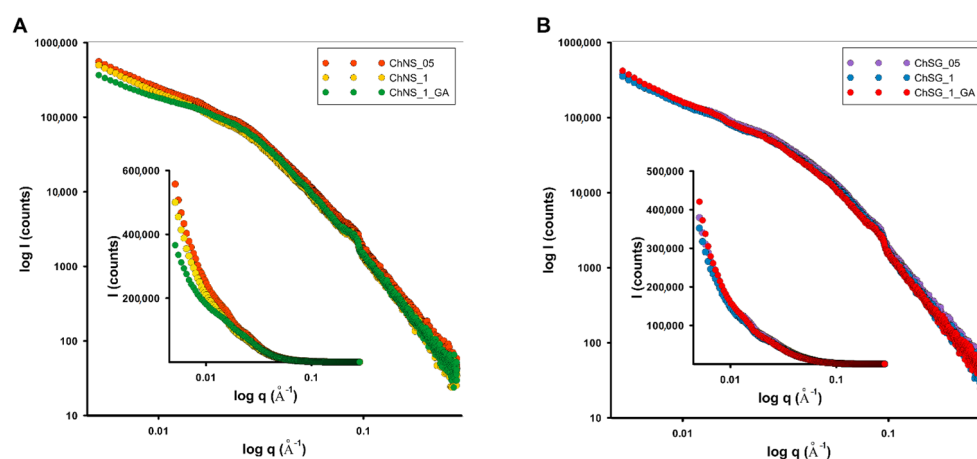 A
1000,000
100,000
10,000
1000
100
10
log I (counts)
0.01
0.1
log q (Å⁻¹)
ChNS_05
ChNS_1
ChNS_1_GA
600,000
400,000
200,000
I (counts)
0.01
0.1
log q (Å⁻¹)
B
1000,000
100,000
10,000
1000
100
10
log I (counts)
0.01
0.1
log q (Å⁻¹)
ChSG_05
ChSG_1
ChSG_1_GA
500,000
400,000
300,000
200,000
100,000
I (counts)
0.01
0.1
log q (Å⁻¹)